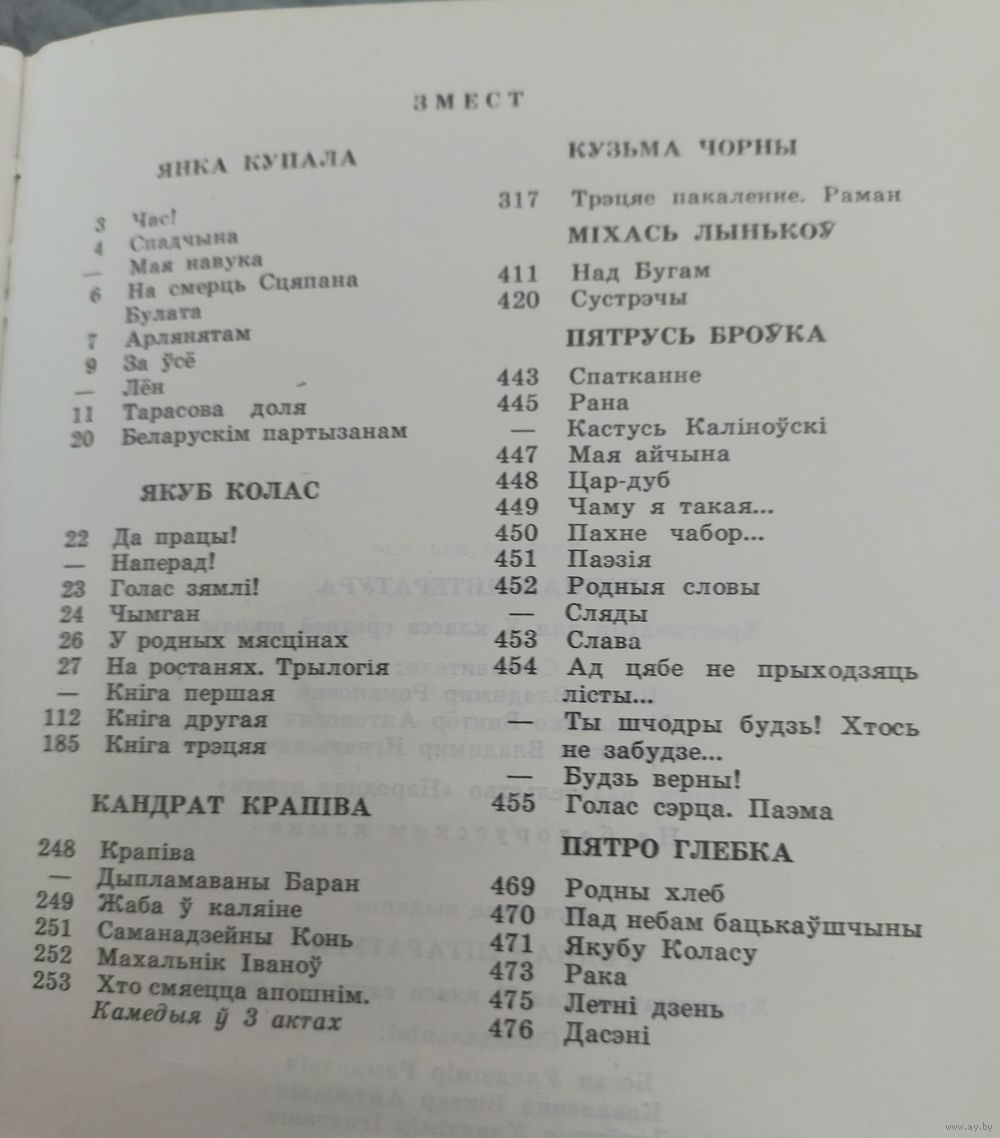 ЗМЕСТ
ЯНКА КУПАЛА
3 Час!
4 Спадчына
— Мая навука
6 На смерць Сцяпана
Булата
7 Арлянятам
9 За ўсё
— Лён
11 Тарасова доля
20 Беларускім партызанам
ЯКУБ КОЛАС
22 Да працы!
— Наперад!
23 Голас зямлі!
24 Чымган
26 У родных мясцінах
27 На ростанях. Трылогія
— Кніга першая
112 Кніга другая
185 Кніга трэцяя
КАНДРАТ КРАПІВА
248 Крапіва
— Дыпламаваны Баран
249 Жаба ў каляіне
251 Саманадзейны Конь
252 Махальнік Іваноў
253 Хто смяецца апошнім.
Камедыя ў 3 актах
КУЗЬМА ЧОРНЫ
317 Трэцяе пакаленне. Раман
МІХАСЬ ЛЫНЬКОЎ
411 Над Бугам
420 Сустрэчы
ПЯТРУСЬ БРОЎКА
443 Спатканне
445 Рана
— Кастусь Каліноўскі
447 Мая айчына
448 Цар-дуб
449 Чаму я такая...
450 Пахне чабор...
451 Паэзія
452 Родныя словы
— Сляды
453 Слава
454 Ад цябе не прыходзяць
лісты...
— Ты шчодры будзь! Хтось
не забудзе...
— Будзь верны!
455 Голас сэрца. Паэма
ПЯТРО ГЛЕБКА
469 Родны хлеб
470 Пад небам бацькаўшчыны
471 Якубу Коласу
473 Рака
475 Летні дзень
476 Дасэні
www.ay.by